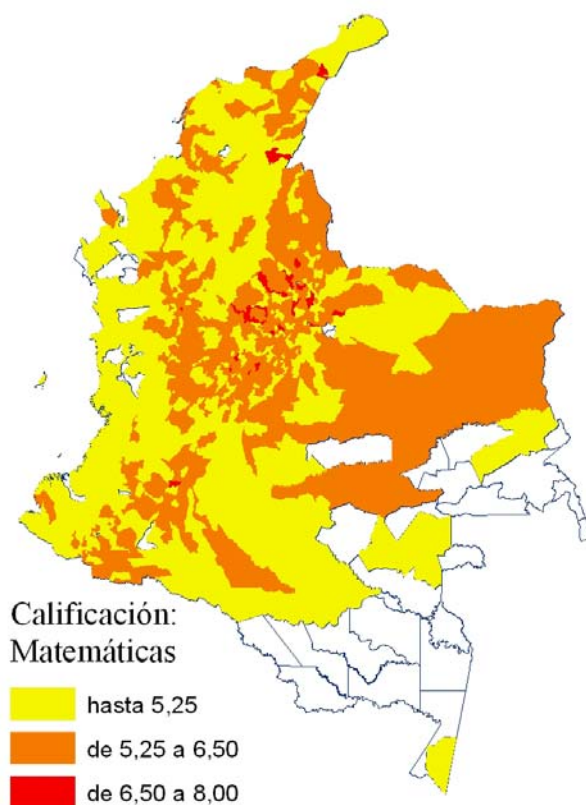 Calificación:
Matemáticas
hasta 5,25
de 5,25 a 6,50
de 6,50 a 8,00